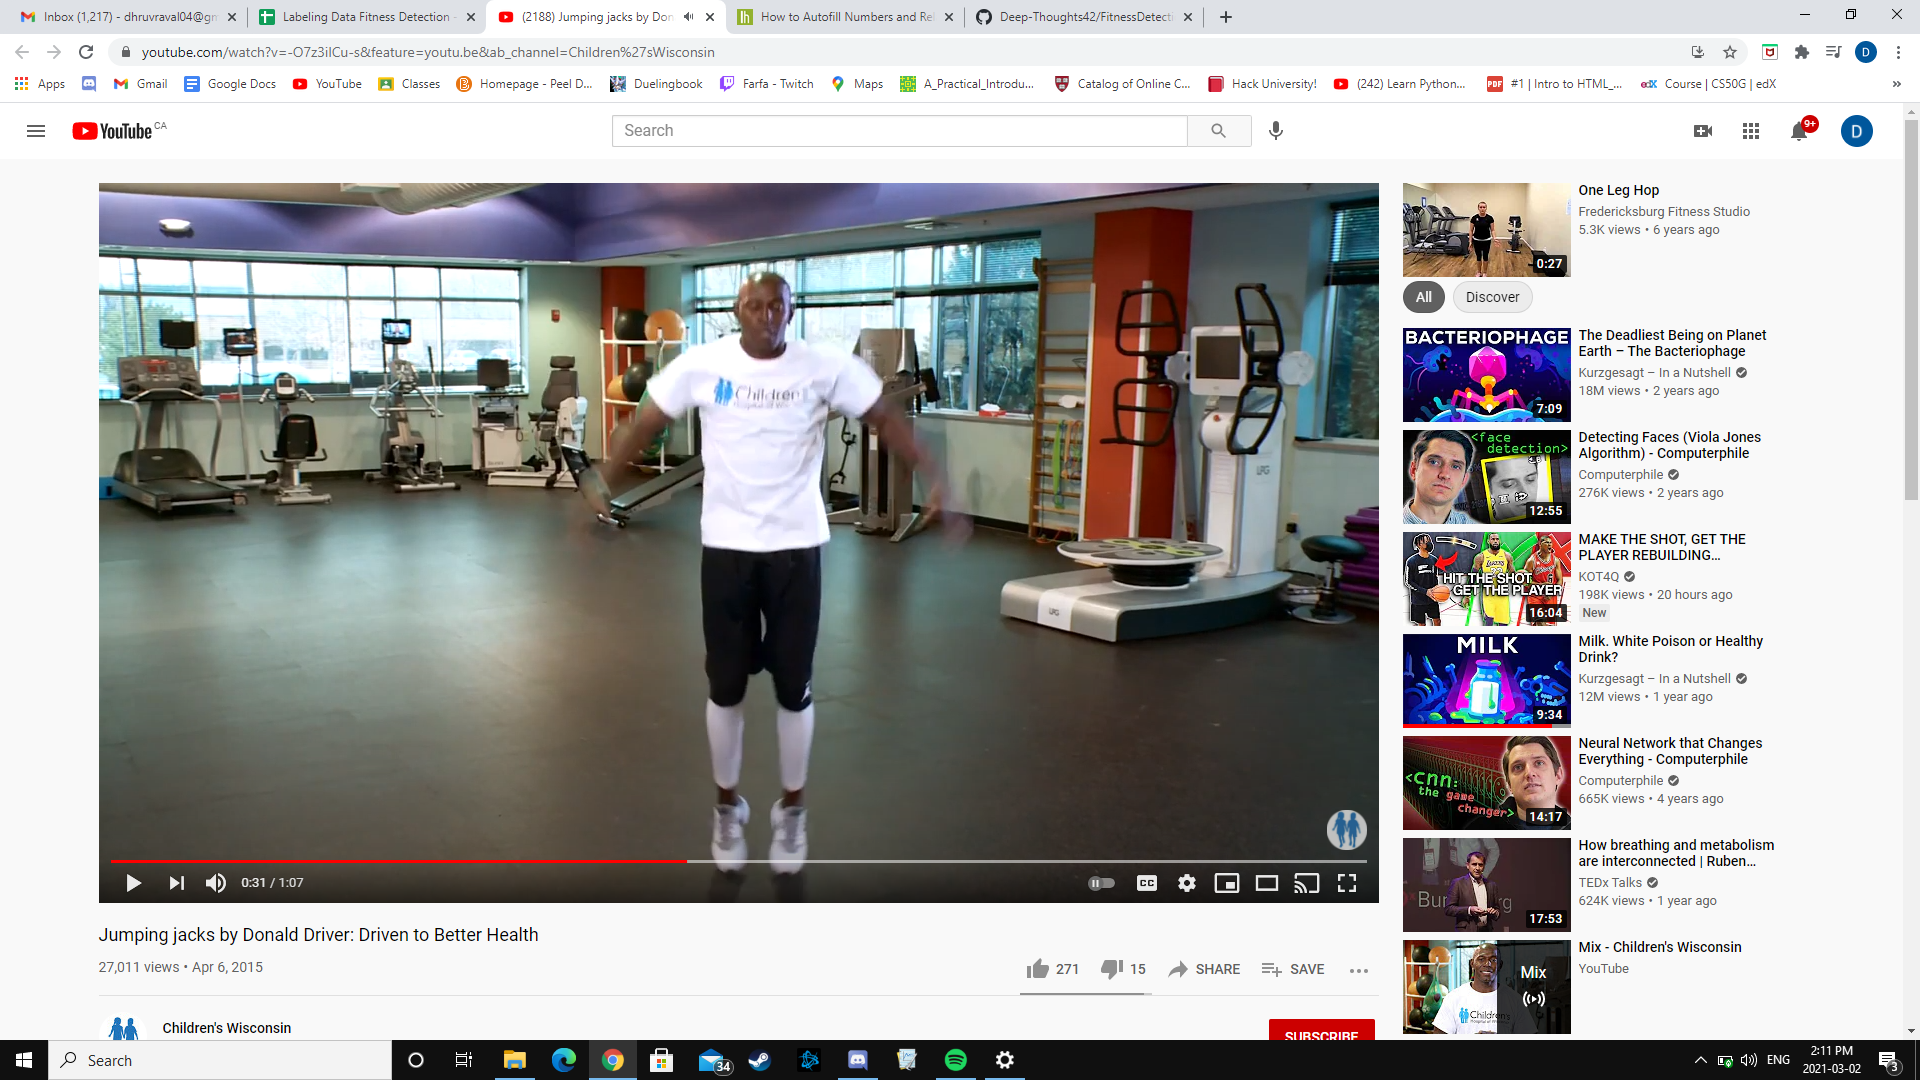 Inbox (1,217) - dhruvraval04@gm
Labeling Data Fitness Detection -
(2188) Jumping jacks by Don
How to Autofill Numbers and Re
Deep-Thoughts42/FitnessDetecti
youtube.com/watch?v=-O7z3ilCu-s&feature=youtu.be&ab_channel=Children%27sWisconsin
D
Apps
Gmail
Google Docs
YouTube
Classes
Homepage - Peel D...
Duelingbook
Farfa - Twitch
Maps
A_Practical_Introdu...
Catalog of Online C...
Hack University!
(242) Learn Python...
#1 | Intro to HTML_...
Course | CS50G | edX
YouTube CA
Search
9+
D
Children's
0:31 / 1:07
CC
Jumping jacks by Donald Driver: Driven to Better Health
27,011 views • Apr 6, 2015
271
15
SHARE
SAVE
Children's Wisconsin
SUBSCRIBE
One Leg Hop
Fredericksburg Fitness Studio
5.3K views • 6 years ago
0:27
All
Discover
BACTERIOPHAGE
7:09
The Deadliest Being on Planet
Earth – The Bacteriophage
Kurzgesagt – In a Nutshell
18M views • 2 years ago
<face
detection>
12:55
Detecting Faces (Viola Jones
Algorithm) - Computerphile
Computerphile
276K views • 2 years ago
HIT THE SHOT
GET THE PLAYER
16:04
MAKE THE SHOT, GET THE
PLAYER REBUILDING...
KOT4Q
198K views • 20 hours ago
New
MILK
9:34
Milk. White Poison or Healthy
Drink?
Kurzgesagt – In a Nutshell
12M views • 1 year ago
<cnn:
the game
changer>
14:17
Neural Network that Changes
Everything - Computerphile
Computerphile
665K views • 4 years ago
17:53
How breathing and metabolism
are interconnected | Ruben...
TEDx Talks
624K views • 1 year ago
Children's
Mix
Mix - Children's Wisconsin
YouTube
Search
34
ENG
2:11 PM
2021-03-02
3